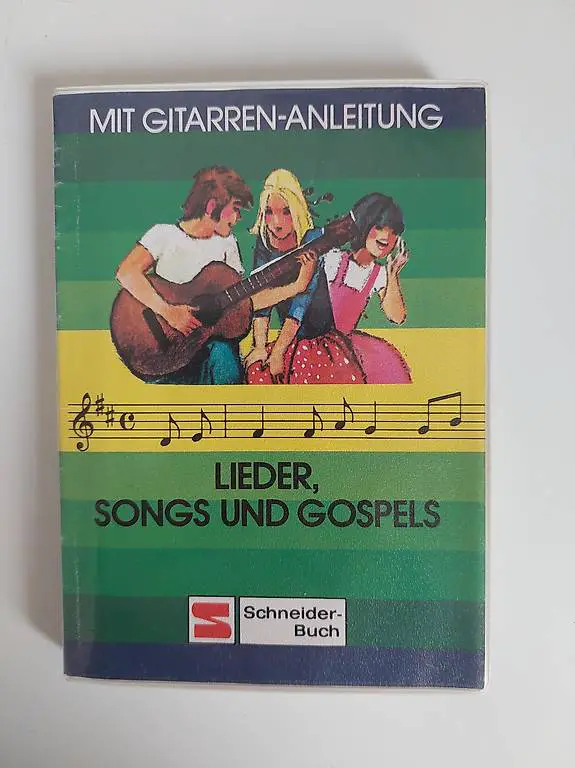 MIT GITARREN-ANLEITUNG
LIEDER,
SONGS UND GOSPELS
Schneider-
Buch